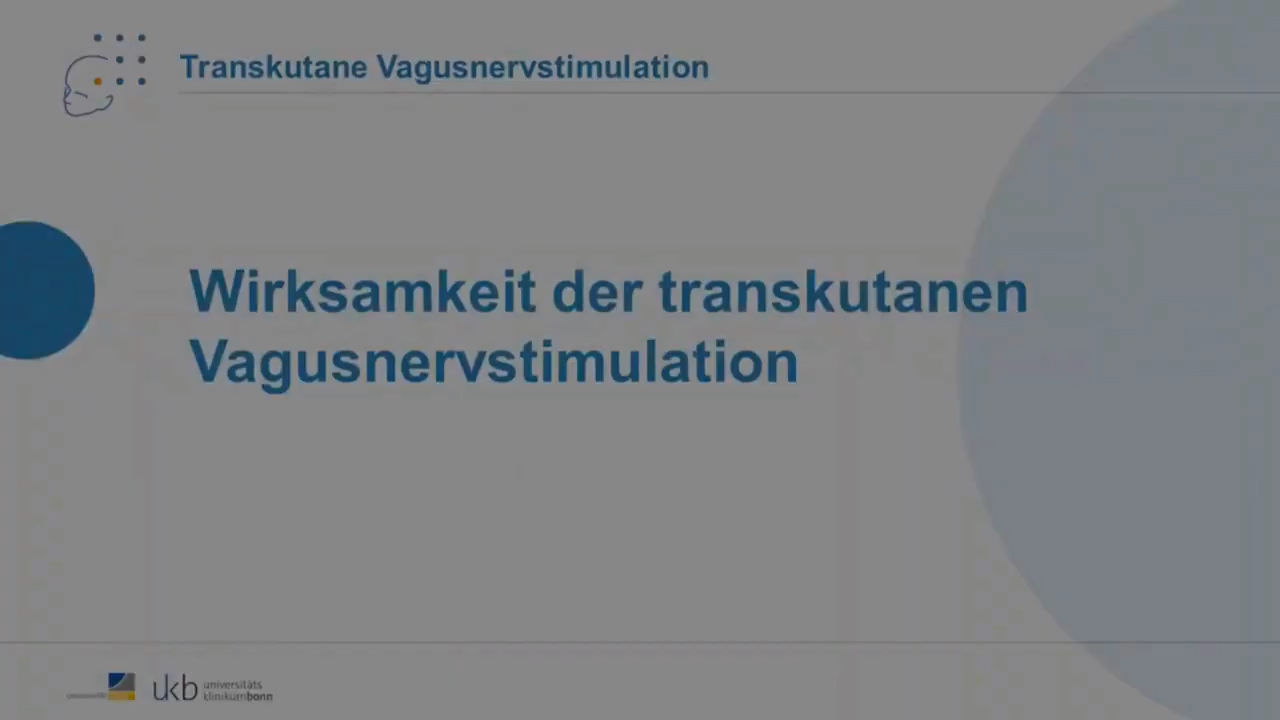 Transkutane Vagusnervstimulation
Wirksamkeit der transkutanen
Vagusnervstimulation
ukb universitäts
klinikumbonn